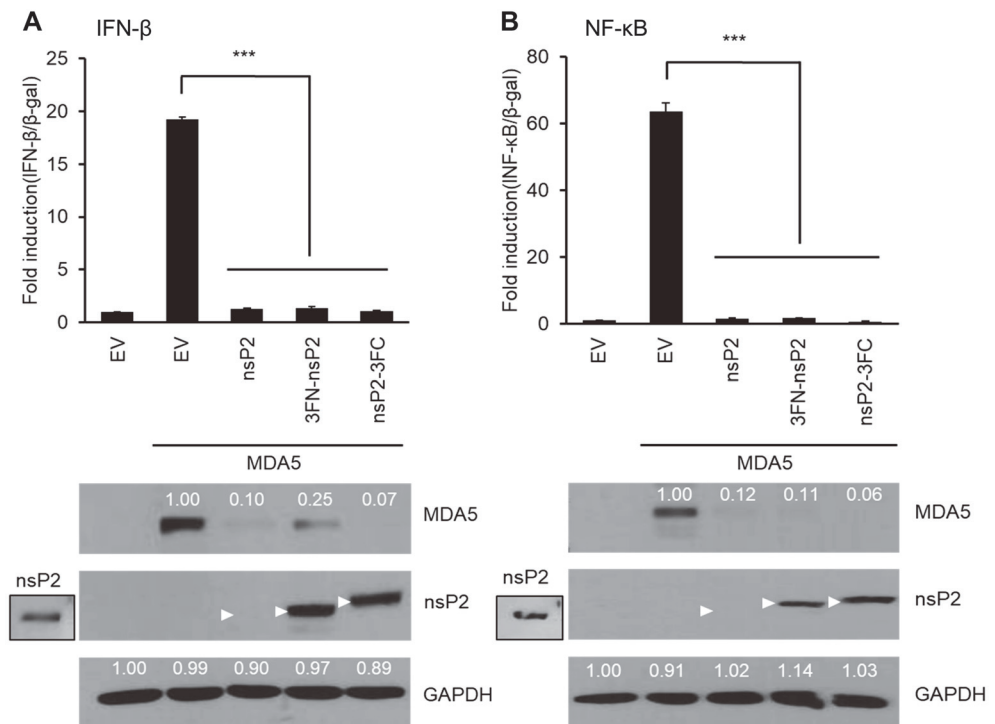 A IFN-β
***
Fold induction(IFN-β/β-gal)
25
20
15
10
5
0
EV
EV
nsP2
3FN-nsP2
nsP2-3FC
MDA5
1.00 0.10 0.25 0.07
MDA5
nsP2
nsP2
1.00 0.99 0.90 0.97 0.89
GAPDH
B NF-κB
***
Fold induction(INF-κB/β-gal)
80
60
40
20
0
EV
EV
nsP2
3FN-nsP2
nsP2-3FC
MDA5
1.00 0.12 0.11 0.06
MDA5
nsP2
nsP2
1.00 0.91 1.02 1.14 1.03
GAPDH